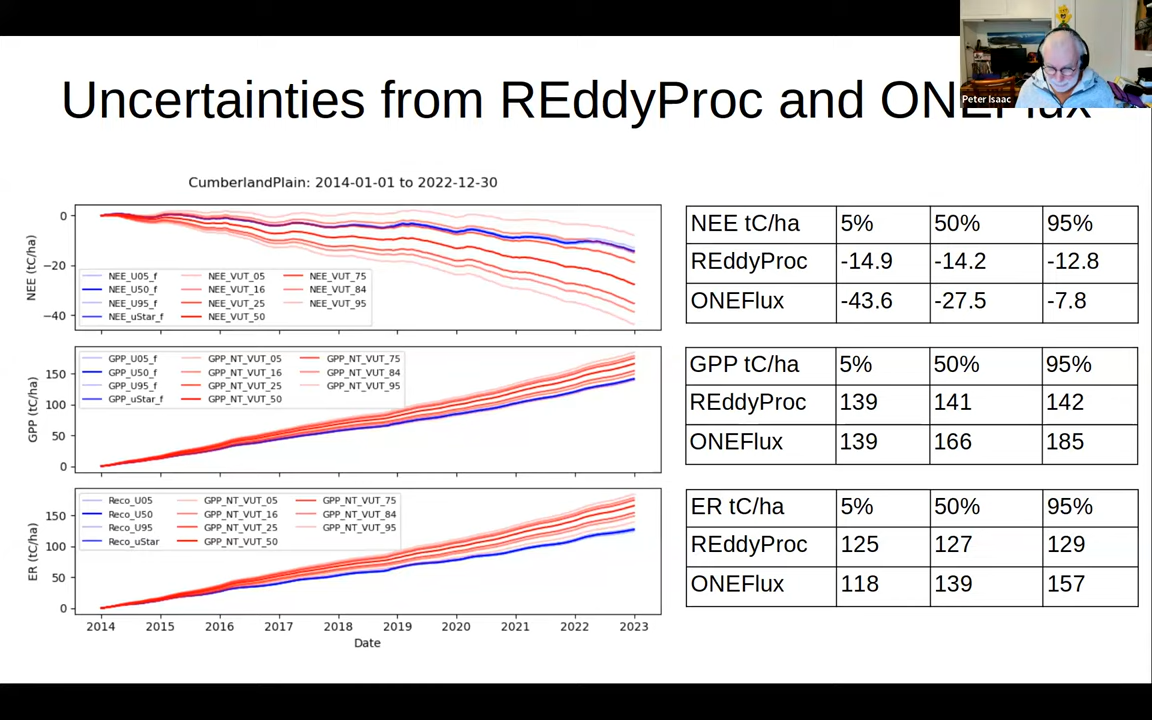 Uncertainties from REddyProc and ONEFlux
Peter Isaac
CumberlandPlain: 2014-01-01 to 2022-12-30
NEE (tC/ha)
0
−20
−40
NEE_U05_f NEE_VUT_05 NEE_VUT_75
NEE_U50_f NEE_VUT_16 NEE_VUT_84
NEE_U95_f NEE_VUT_25 NEE_VUT_95
NEE_uStar_f NEE_VUT_50
GPP (tC/ha)
150
100
50
0
GPP_U05_f GPP_NT_VUT_05 GPP_NT_VUT_75
GPP_U50_f GPP_NT_VUT_16 GPP_NT_VUT_84
GPP_U95_f GPP_NT_VUT_25 GPP_NT_VUT_95
GPP_uStar_f GPP_NT_VUT_50
ER (tC/ha)
150
100
50
0
Reco_U05 GPP_NT_VUT_05 GPP_NT_VUT_75
Reco_U50 GPP_NT_VUT_16 GPP_NT_VUT_84
Reco_U95 GPP_NT_VUT_25 GPP_NT_VUT_95
Reco_uStar GPP_NT_VUT_50
2014 2015 2016 2017 2018 2019 2020 2021 2022 2023
Date
NEE tC/ha 5% 50% 95%
REddyProc -14.9 -14.2 -12.8
ONEFlux -43.6 -27.5 -7.8
GPP tC/ha 5% 50% 95%
REddyProc 139 141 142
ONEFlux 139 166 185
ER tC/ha 5% 50% 95%
REddyProc 125 127 129
ONEFlux 118 139 157